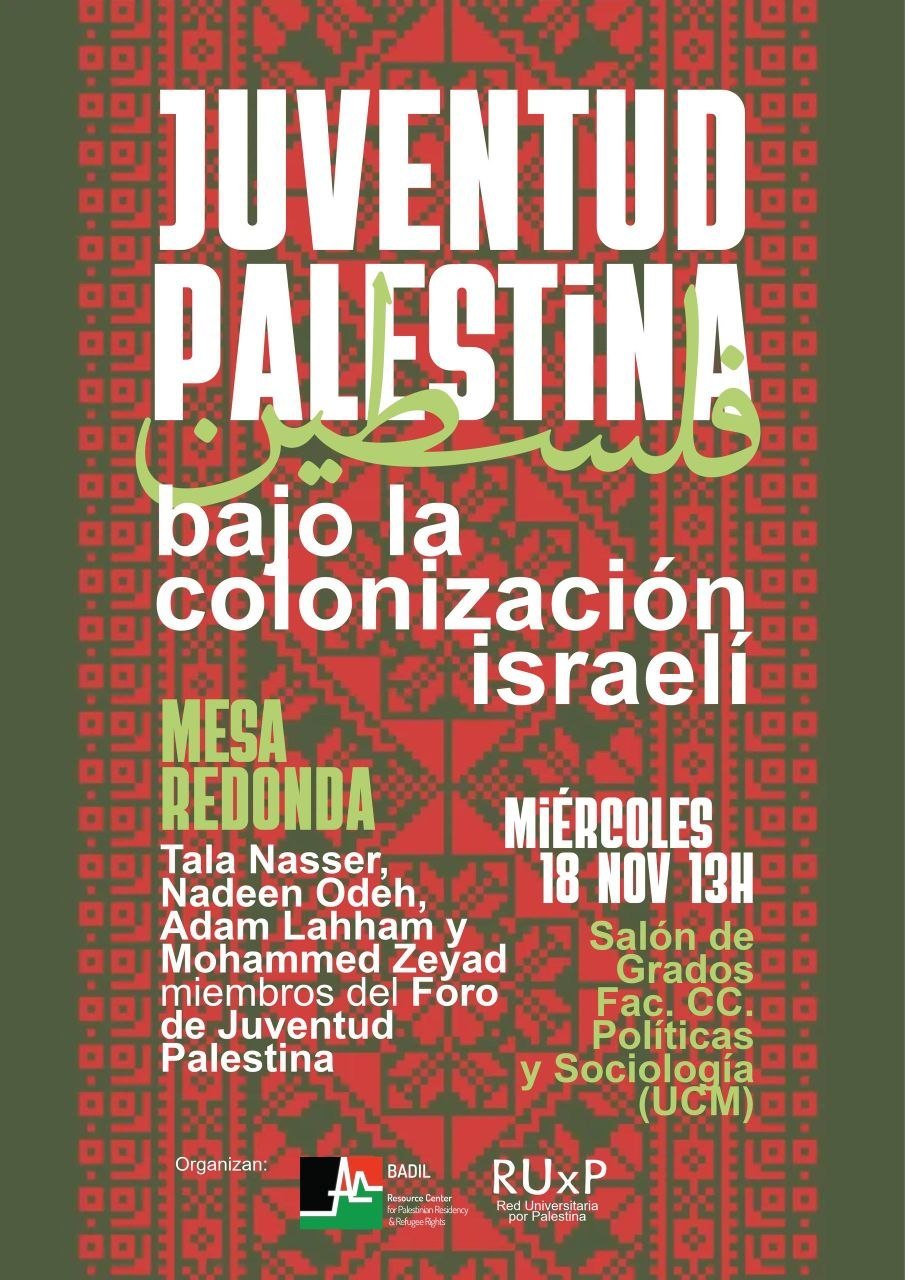 JUVENTUD
PALESTiNA
فلسطين
bajo la
colonización
israelí
MESA
REDONDA
Tala Nasser,
Nadeen Odeh,
Adam Lahham y
Mohammed Zeyad
miembros del Foro
de Juventud
Palestina
MiÉRCOLES
18 NOV 13H
Salón de
Grados
Fac. CC.
Políticas
y Sociología
(UCM)
Organizan:
BADIL
Resource Center
for Palestinian Residency
& Refugee Rights
RUxP
Red Universitaria
por Palestina